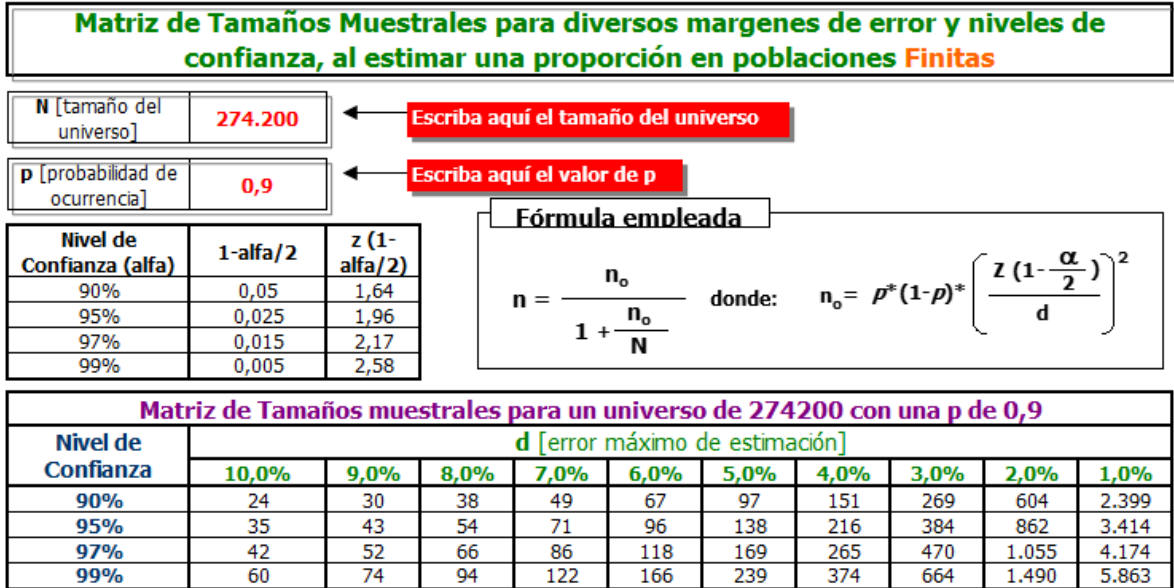 Matriz de Tamaños Muestrales para diversos margenes de error y niveles de
confianza, al estimar una proporción en poblaciones Finitas
N [tamaño del
universo]
274.200
Escriba aquí el tamaño del universo
p [probabilidad de
ocurrencia]
0,9
Escriba aquí el valor de p
Nivel de
Confianza (alfa)
1-alfa/2
z (1-
alfa/2)
90% 0,05 1,64
95% 0,025 1,96
97% 0,015 2,17
99% 0,005 2,58
Fórmula empleada
n = n₀ / (1 + n₀/N) donde: n₀= p*(1-p)* ( z (1-α/2) / d )²
Matriz de Tamaños muestrales para un universo de 274200 con una p de 0,9
Nivel de
Confianza
d [error máximo de estimación]
10,0% 9,0% 8,0% 7,0% 6,0% 5,0% 4,0% 3,0% 2,0% 1,0%
90% 24 30 38 49 67 97 151 269 604 2.399
95% 35 43 54 71 96 138 216 384 862 3.414
97% 42 52 66 86 118 169 265 470 1.055 4.174
99% 60 74 94 122 166 239 374 664 1.490 5.863